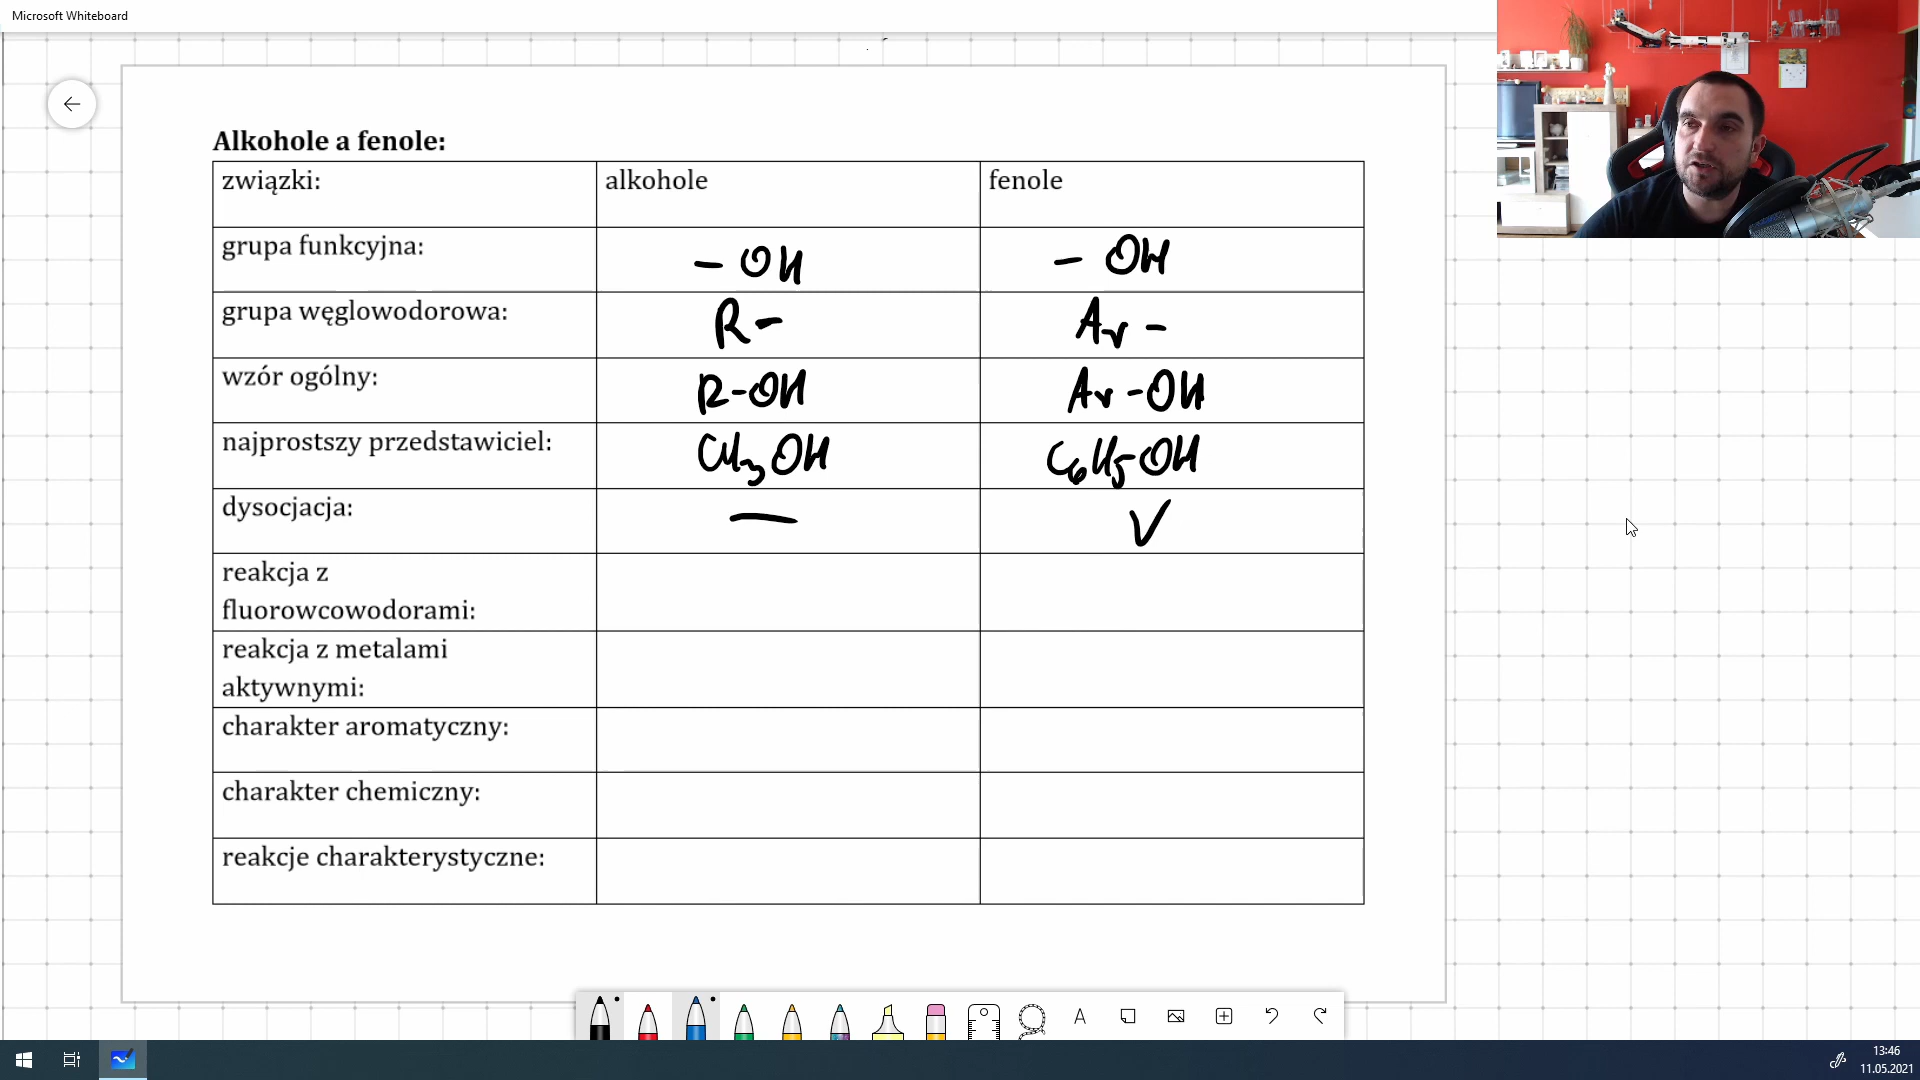 Microsoft Whiteboard
Alkohole a fenole:
związki: alkohole fenole
grupa funkcyjna: - OH - OH
grupa węglowodorowa: R- Ar -
wzór ogólny: R-OH Ar-OH
najprostszy przedstawiciel: CH3OH C6H5-OH
dysocjacja: — V
reakcja z
fluorowcowodorami:
reakcja z metalami
aktywnymi:
charakter aromatyczny:
charakter chemiczny:
reakcje charakterystyczne:
A
13:46
11.05.2021